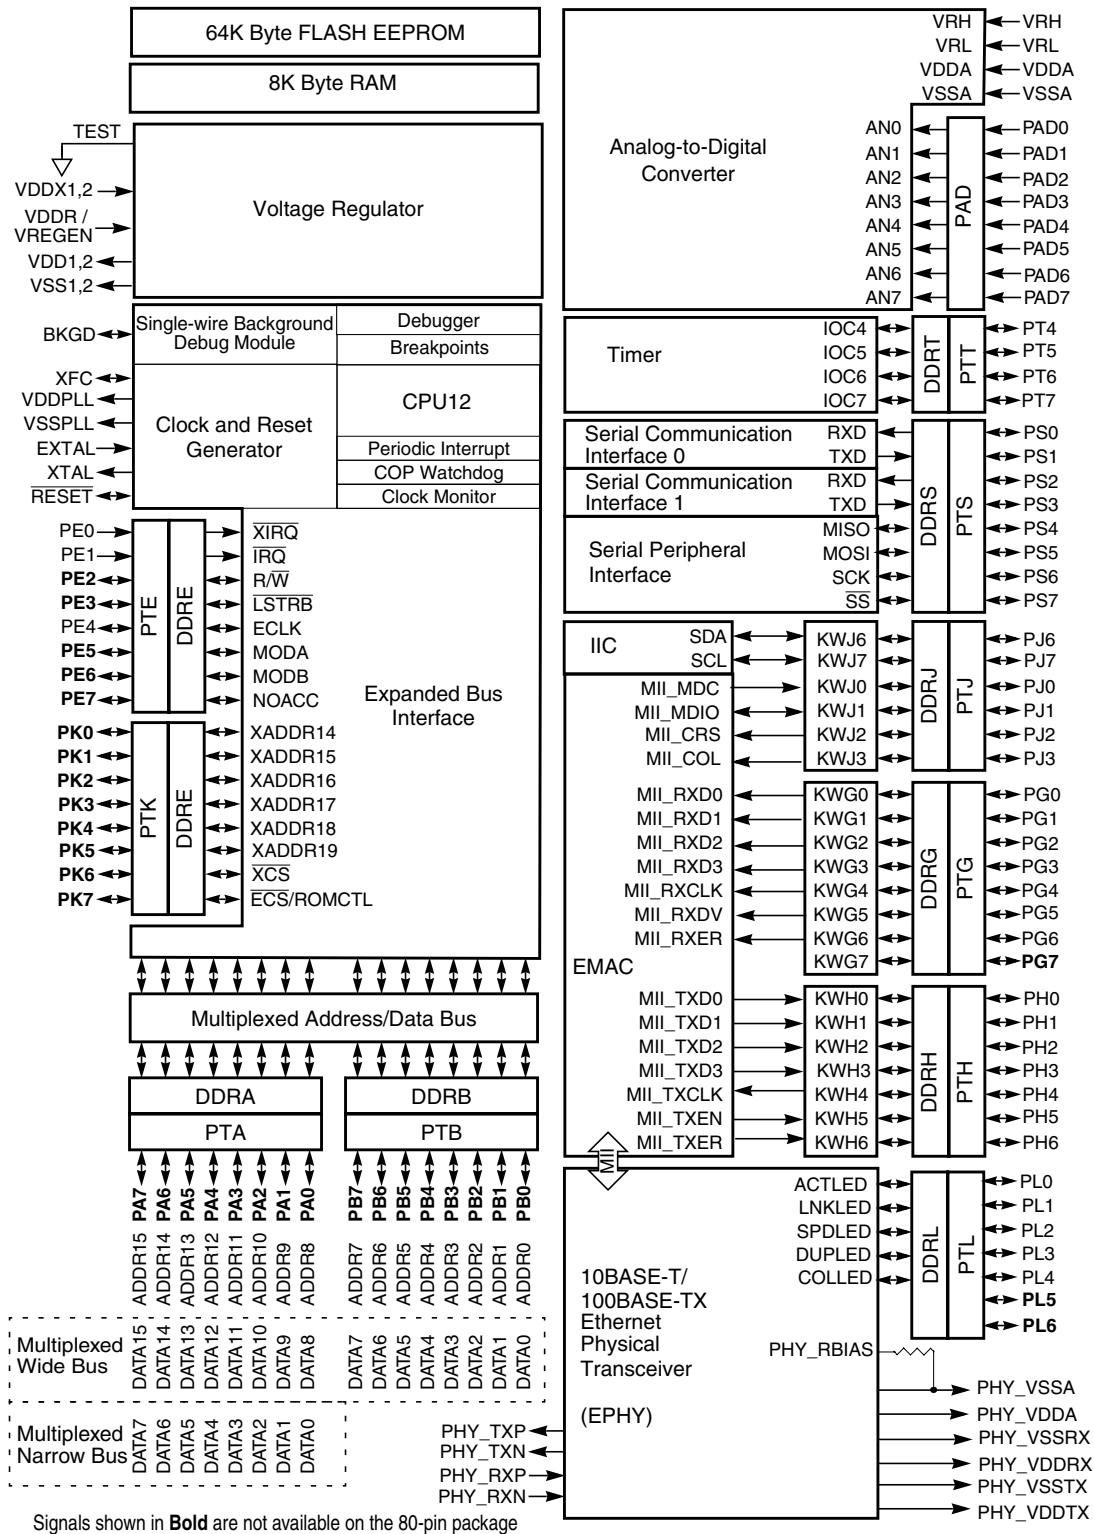 64K Byte FLASH EEPROM
8K Byte RAM
TEST
VDDX1,2
VDDR /
VREGEN
VDD1,2
VSS1,2
Voltage Regulator
BKGD
Single-wire Background
Debug Module
Debugger
Breakpoints
XFC
VDDPLL
VSSPLL
EXTAL
XTAL
RESET
Clock and Reset
Generator
CPU12
Periodic Interrupt
COP Watchdog
Clock Monitor
PE0
PE1
PE2
PE3
PE4
PE5
PE6
PE7
PTE
DDRE
XIRQ
IRQ
R/W
LSTRB
ECLK
MODA
MODB
NOACC
Expanded Bus
Interface
PK0
PK1
PK2
PK3
PK4
PK5
PK6
PK7
PTK
DDRE
XADDR14
XADDR15
XADDR16
XADDR17
XADDR18
XADDR19
XCS
ECS/ROMCTL
Multiplexed Address/Data Bus
DDRA
DDRB
PTA
PTB
PA7
PA6
PA5
PA4
PA3
PA2
PA1
PA0
PB7
PB6
PB5
PB4
PB3
PB2
PB1
PB0
ADDR15
ADDR14
ADDR13
ADDR12
ADDR11
ADDR10
ADDR9
ADDR8
ADDR7
ADDR6
ADDR5
ADDR4
ADDR3
ADDR2
ADDR1
ADDR0
Multiplexed
Wide Bus
DATA15
DATA14
DATA13
DATA12
DATA11
DATA10
DATA9
DATA8
DATA7
DATA6
DATA5
DATA4
DATA3
DATA2
DATA1
DATA0
Multiplexed
Narrow Bus
DATA7
DATA6
DATA5
DATA4
DATA3
DATA2
DATA1
DATA0
Analog-to-Digital
Converter
VRH
VRL
VDDA
VSSA
VRH
VRL
VDDA
VSSA
AN0
AN1
AN2
AN3
AN4
AN5
AN6
AN7
PAD
PAD0
PAD1
PAD2
PAD3
PAD4
PAD5
PAD6
PAD7
Timer
IOC4
IOC5
IOC6
IOC7
DDRT
PTT
PT4
PT5
PT6
PT7
Serial Communication
Interface 0
RXD
TXD
Serial Communication
Interface 1
RXD
TXD
Serial Peripheral
Interface
MISO
MOSI
SCK
SS
DDRS
PTS
PS0
PS1
PS2
PS3
PS4
PS5
PS6
PS7
IIC
SDA
SCL
MII_MDC
MII_MDIO
MII_CRS
MII_COL
KWJ6
KWJ7
KWJ0
KWJ1
KWJ2
KWJ3
DDRJ
PTJ
PJ6
PJ7
PJ0
PJ1
PJ2
PJ3
MII_RXD0
MII_RXD1
MII_RXD2
MII_RXD3
MII_RXCLK
MII_RXDV
MII_RXER
EMAC
KWG0
KWG1
KWG2
KWG3
KWG4
KWG5
KWG6
KWG7
DDRG
PTG
PG0
PG1
PG2
PG3
PG4
PG5
PG6
PG7
MII_TXD0
MII_TXD1
MII_TXD2
MII_TXD3
MII_TXCLK
MII_TXEN
MII_TXER
KWH0
KWH1
KWH2
KWH3
KWH4
KWH5
KWH6
DDRH
PTH
PH0
PH1
PH2
PH3
PH4
PH5
PH6
MII
10BASE-T/
100BASE-TX
Ethernet
Physical
Transceiver
(EPHY)
ACTLED
LNKLED
SPDLED
DUPLED
COLLED
DDRL
PTL
PL0
PL1
PL2
PL3
PL4
PL5
PL6
PHY_RBIAS
PHY_VSSA
PHY_VDDA
PHY_VSSRX
PHY_VDDRX
PHY_VSSTX
PHY_VDDTX
PHY_TXP
PHY_TXN
PHY_RXP
PHY_RXN
Signals shown in Bold are not available on the 80-pin package